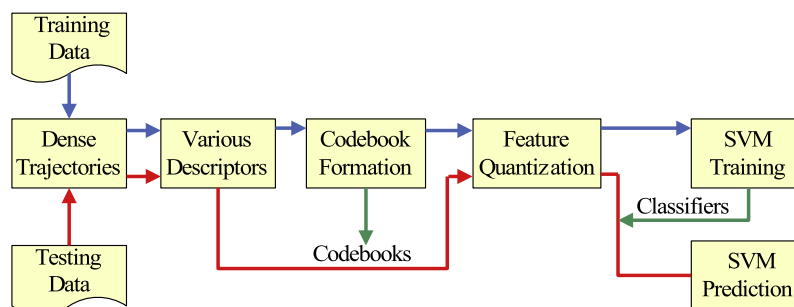 Training
Data
Dense
Trajectories
Various
Descriptors
Codebook
Formation
Feature
Quantization
SVM
Training
Classifiers
Codebooks
Testing
Data
SVM
Prediction